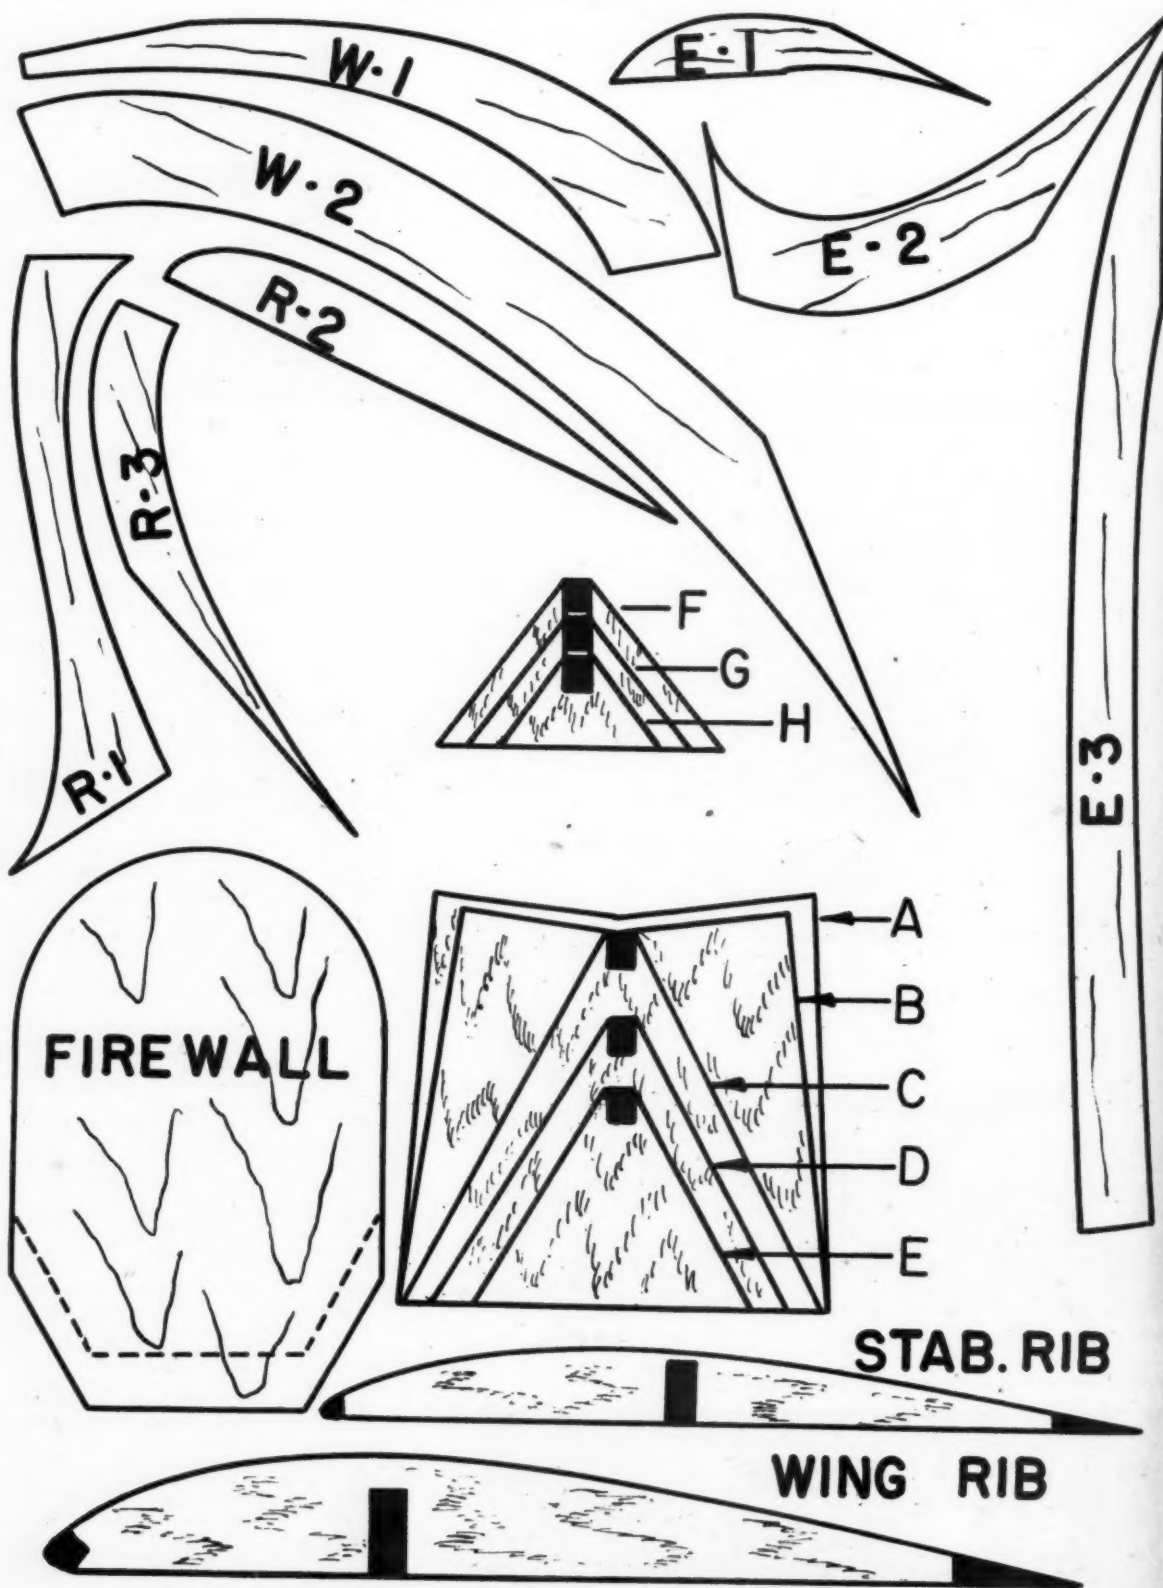 W·1
E·1
W·2
E·2
R·2
R·3
F
G
H
R·1
E·3
A
FIREWALL
B
C
D
E
STAB. RIB
WING RIB